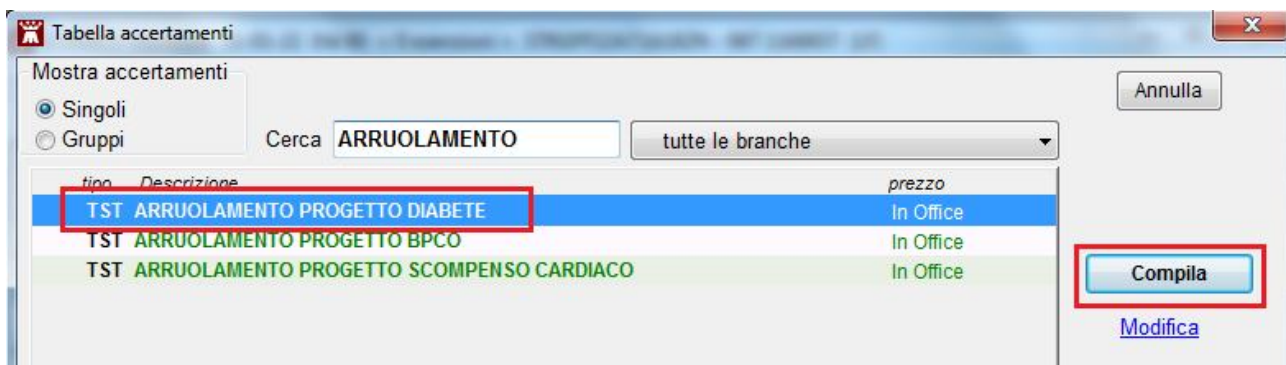 Tabella accertamenti
Mostra accertamenti
Singoli
Gruppi
Cerca ARRUOLAMENTO tutte le branche
Annulla
tipo Descrizione prezzo
TST ARRUOLAMENTO PROGETTO DIABETE In Office
TST ARRUOLAMENTO PROGETTO BPCO In Office
TST ARRUOLAMENTO PROGETTO SCOMPENSO CARDIACO In Office
Compila
Modifica